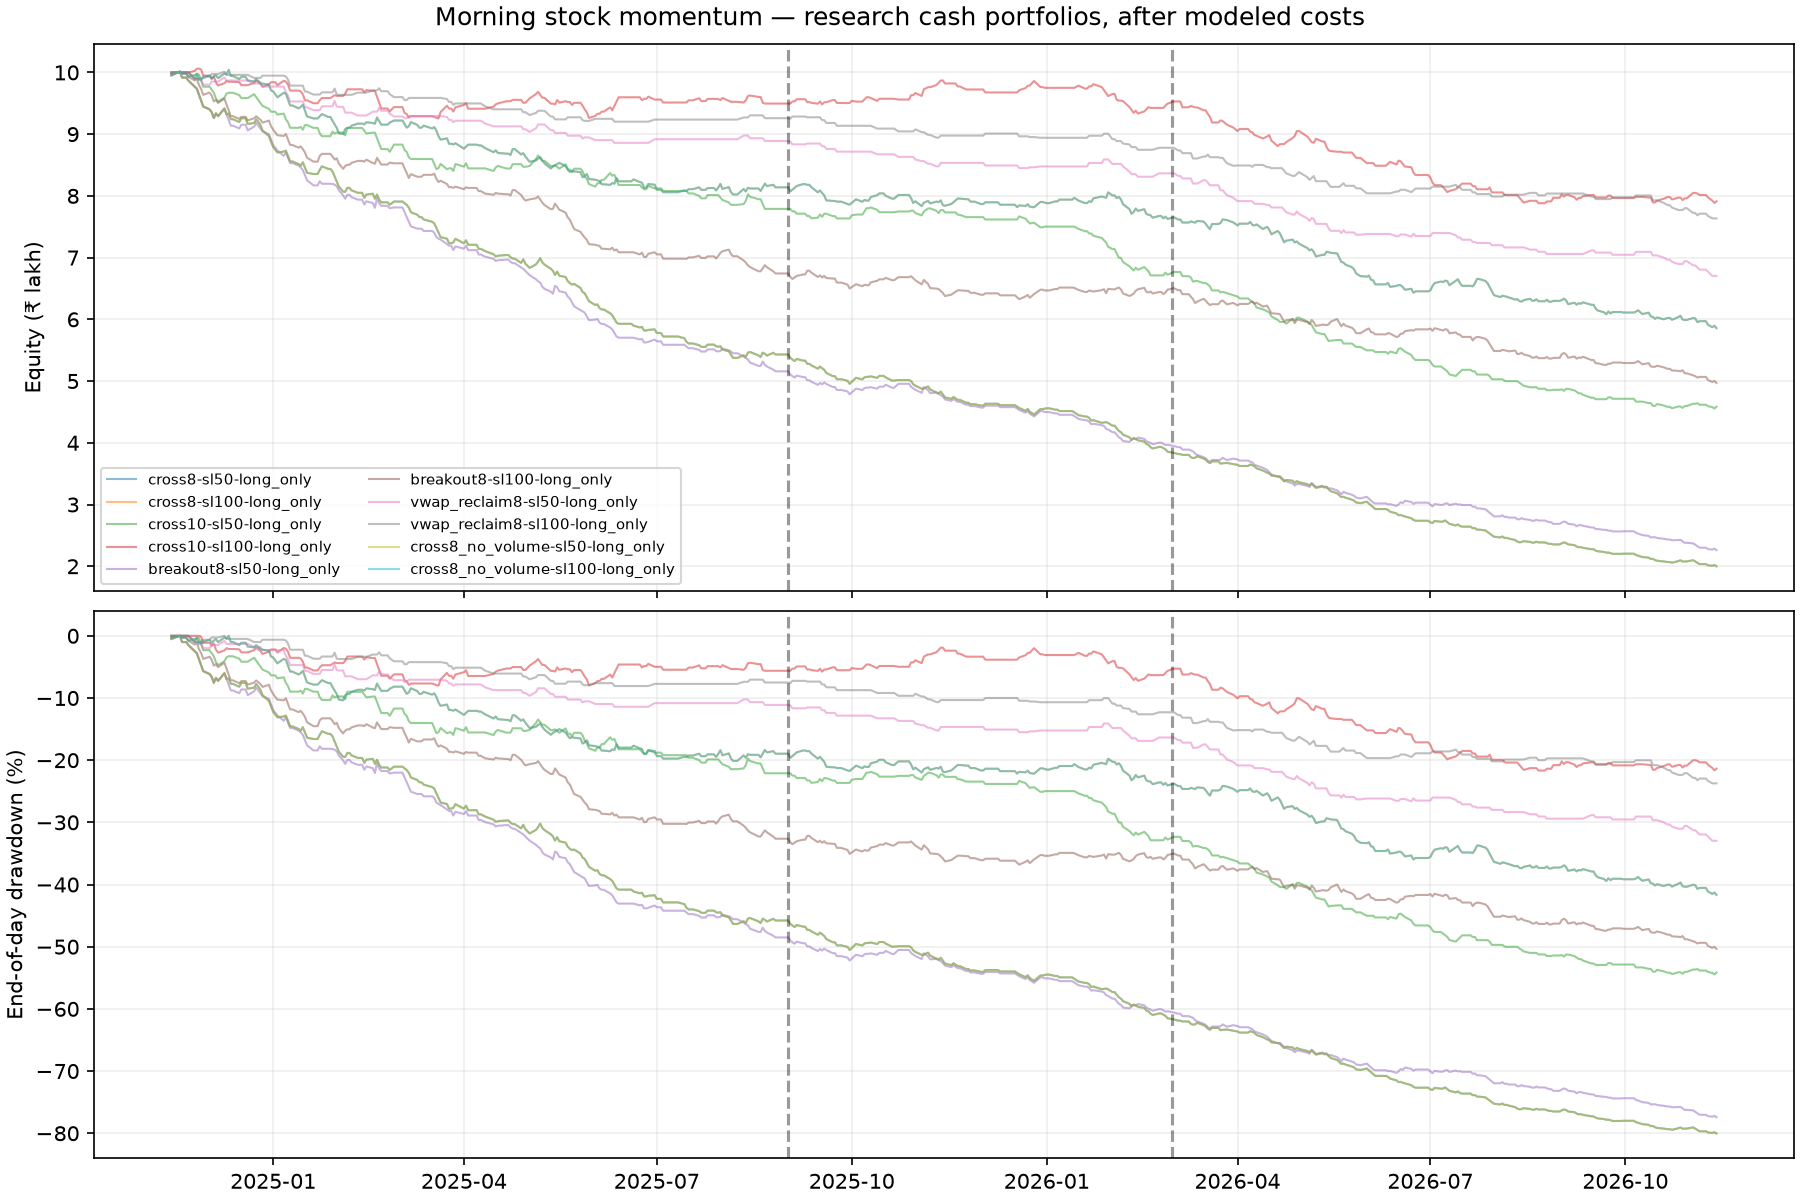 Morning stock momentum — research cash portfolios, after modeled costs
Equity (₹ lakh)
10
9
8
7
6
5
4
3
2
cross8-sl50-long_only
cross8-sl100-long_only
cross10-sl50-long_only
cross10-sl100-long_only
breakout8-sl50-long_only
breakout8-sl100-long_only
vwap_reclaim8-sl50-long_only
vwap_reclaim8-sl100-long_only
cross8_no_volume-sl50-long_only
cross8_no_volume-sl100-long_only
End-of-day drawdown (%)
0
−10
−20
−30
−40
−50
−60
−70
−80
2025-01
2025-04
2025-07
2025-10
2026-01
2026-04
2026-07
2026-10